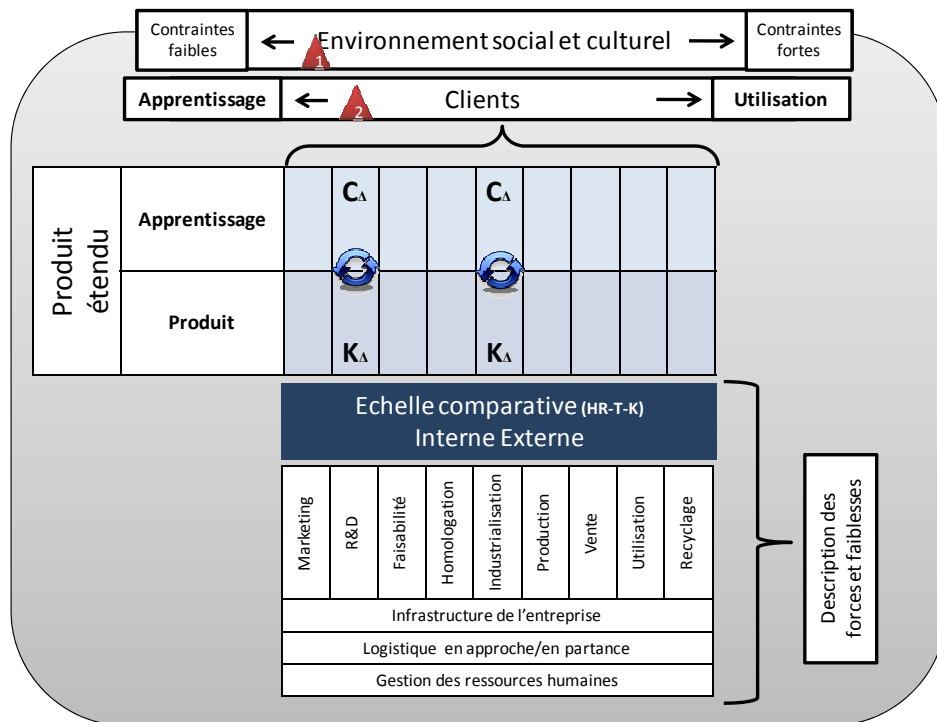 Contraintes
faibles
Environnement social et culturel
Contraintes
fortes
1
Apprentissage
Clients
Utilisation
2
Produit
étendu
Apprentissage
CΔ
CΔ
Produit
KΔ
KΔ
Echelle comparative (HR-T-K)
Interne Externe
Marketing
R&D
Faisabilité
Homologation
Industrialisation
Production
Vente
Utilisation
Recyclage
Infrastructure de l'entreprise
Logistique en approche/en partance
Gestion des ressources humaines
Description des
forces et faiblesses